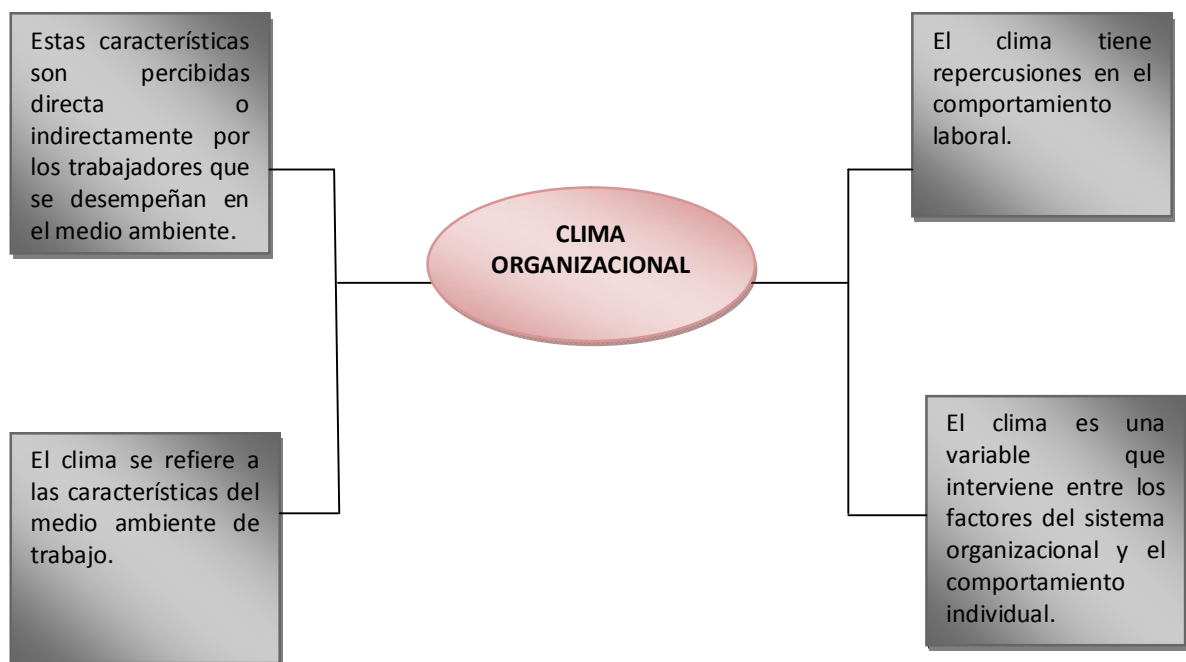 Estas características
son percibidas
directa o
indirectamente por
los trabajadores que
se desempeñan en
el medio ambiente.
El clima tiene
repercusiones en el
comportamiento
laboral.
CLIMA
ORGANIZACIONAL
El clima se refiere a
las características del
medio ambiente de
trabajo.
El clima es una
variable que
interviene entre los
factores del sistema
organizacional y el
comportamiento
individual.